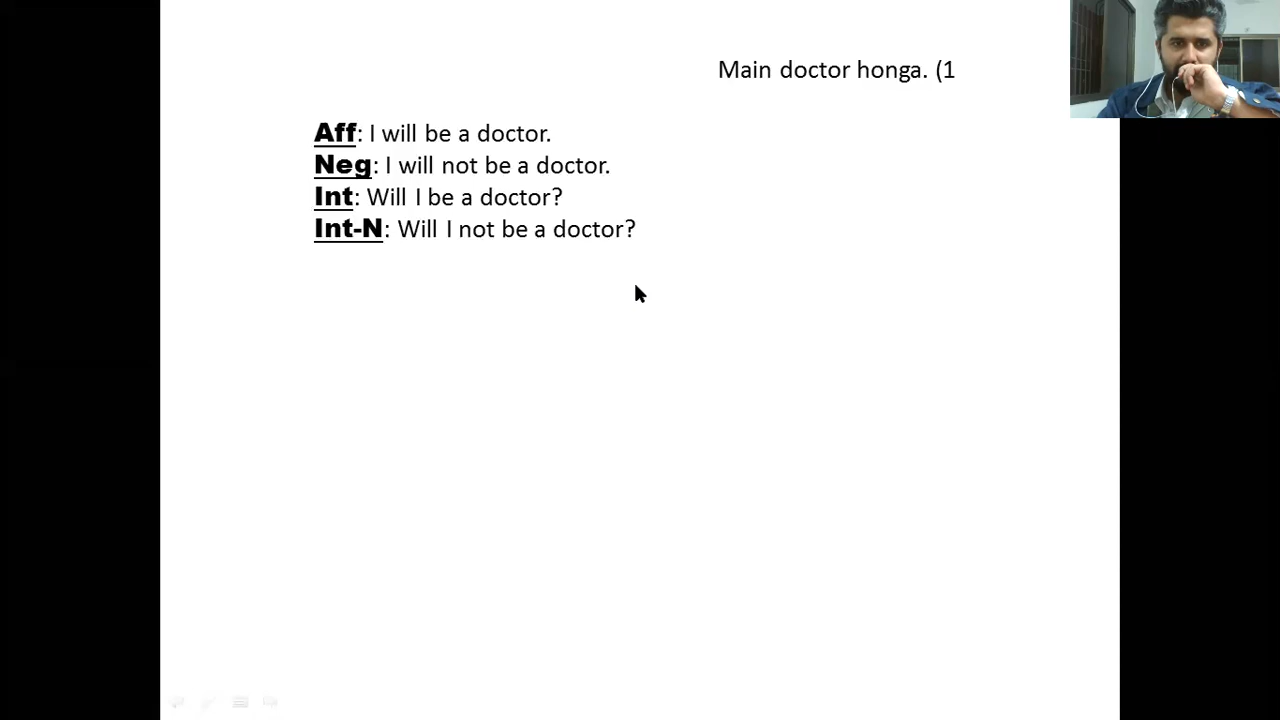 Main doctor honga. (1
Aff: I will be a doctor.
Neg: I will not be a doctor.
Int: Will I be a doctor?
Int-N: Will I not be a doctor?